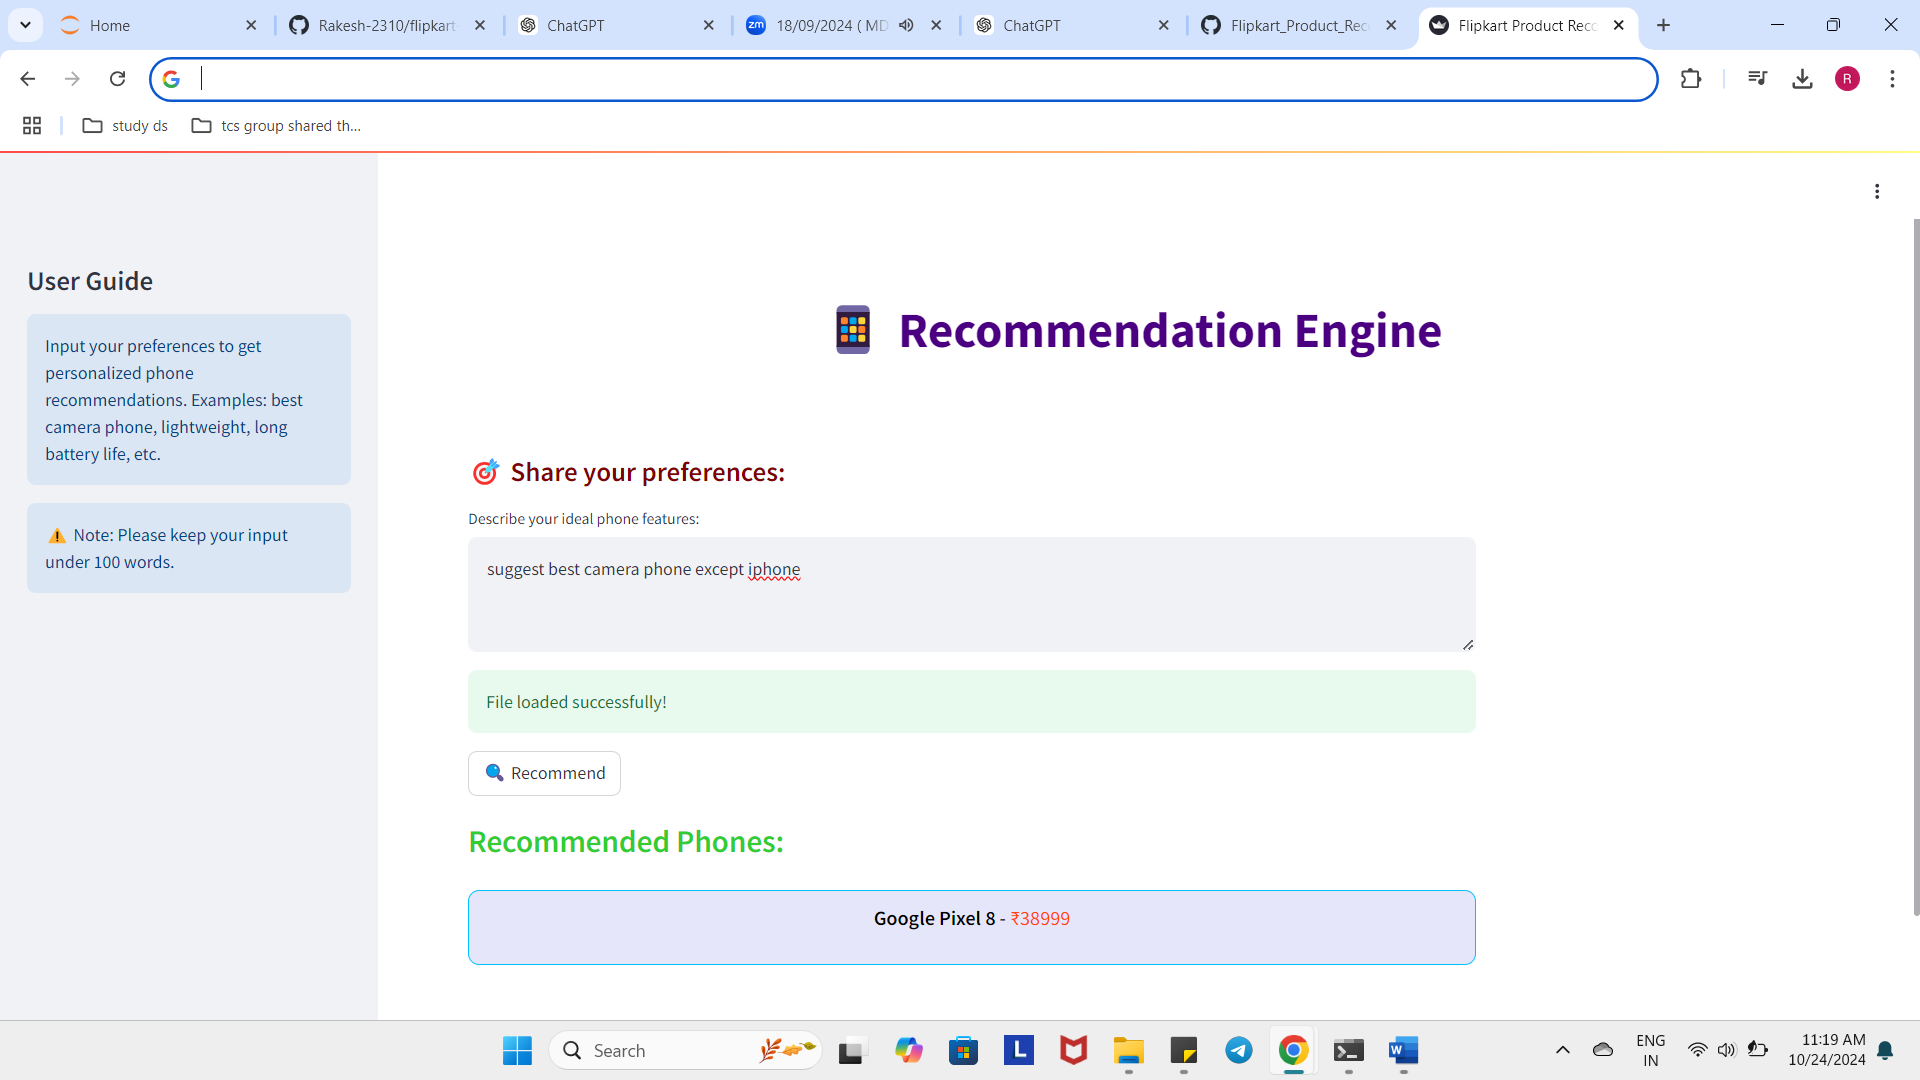 Home
Rakesh-2310/flipkart-
ChatGPT
18/09/2024 ( MD
ChatGPT
Flipkart_Product_Rec
Flipkart Product Reco
study ds
tcs group shared th...
R
User Guide
Input your preferences to get
personalized phone
recommendations. Examples: best
camera phone, lightweight, long
battery life, etc.
⚠️ Note: Please keep your input
under 100 words.
Recommendation Engine
Share your preferences:
Describe your ideal phone features:
suggest best camera phone except iphone
File loaded successfully!
Recommend
Recommended Phones:
Google Pixel 8 - ₹38999
Search
ENG
IN
11:19 AM
10/24/2024